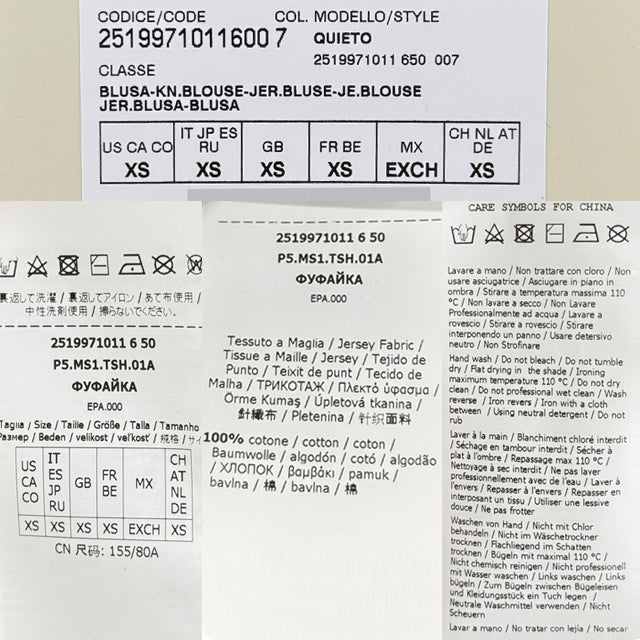 CODICE/CODE COL. MODELLO/STYLE
2519971011600 7 QUIETO
2519971011 650 007
CLASSE
BLUSA-KN.BLOUSE-JER.BLUSE-JE.BLOUSE
JER.BLUSA-BLUSA
US CA CO IT JP ES RU GB FR BE MX CH NL AT DE
XS XS XS XS EXCH XS
裏返して洗濯 / 裏返してアイロン / あて布使用 /
中性洗剤使用 / 擦らないでください。
2519971011 6 50
P5.MS1.TSH.01A
ФУФАЙКА
EPA.000
Taglia / Size / Taille / Größe / Talla / Tamanho
Размер / Beden / velikost / veľkosť / 規格 /
US CA CO IT ES JP RU GB FR BE MX CH AT NL DE
XS XS XS XS EXCH XS
CN 尺码: 155/80A
2519971011 6 50
P5.MS1.TSH.01A
ФУФАЙКА
EPA.000
Tessuto a Maglia / Jersey Fabric /
Tissue a Maille / Jersey / Tejido de
Punto / Teixit de punt / Tecido de
Malha / ТРИКОТАЖ / Πλεκτό ύφασμα /
Örme Kumaş / Úpletová tkanina /
針織布 / Pletenina / 针织面料
100% cotone / cotton / coton /
Baumwolle / algodón / cotó / algodão
/ ХЛОПОК / βαμβάκι / pamuk /
bavlna / 棉 / bavlna / 棉
CARE SYMBOLS FOR CHINA
Lavare a mano / Non trattare con cloro / Non
usare asciugatrice / Asciugare in piano in
ombra / Stirare a temperatura massima 110
°C / Non lavare a secco / Non Lavare
Professionalmente ad acqua / Lavare a
rovescio / Stirare a rovescio / Stirare
interponendo un panno / Usare detersivo
neutro / Non Strofinare
Hand wash / Do not bleach / Do not tumble
dry / Flat drying in the shade / Ironing
maximum temperature 110 °C / Do not dry
clean / Do not professional wet clean / Wash
reverse / Iron revers / Iron with a cloth
between / Using neutral detergent / Do not
rub
Laver à la main / Blanchiment chloré interdit
/ Séchage en tambour interdit / Sécher à
plat à l'ombre / Repassage max 110 °C /
Nettoyage à sec interdit / Ne pas laver
professionnellement avec de l'eau / Laver à
l'envers / Repasser à l'envers / Repasser en
interposant un tissu / Utiliser une lessive
douce / Ne pas frotter
Waschen von Hand / Nicht mit Chlor
behandeln / Nicht im Wäschetrockner
trocknen / Flachliegend im Schatten
trocknen / Bügeln mit maximal 110 °C /
Nicht chemisch reinigen / Nicht professionell
mit Wasser waschen / Links waschen / Links
bügeln / Zum Bügeln zwischen Bügeleisen
und Kleidungsstück ein Tuch legen /
Neutrale Waschmittel verwenden / Nicht
Scheuern
Lavar a mano / No tratar con lejía / No secar